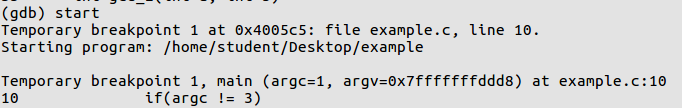 (gdb) start
Temporary breakpoint 1 at 0x4005c5: file example.c, line 10.
Starting program: /home/student/Desktop/example

Temporary breakpoint 1, main (argc=1, argv=0x7fffffffddd8) at example.c:10
10 if(argc != 3)